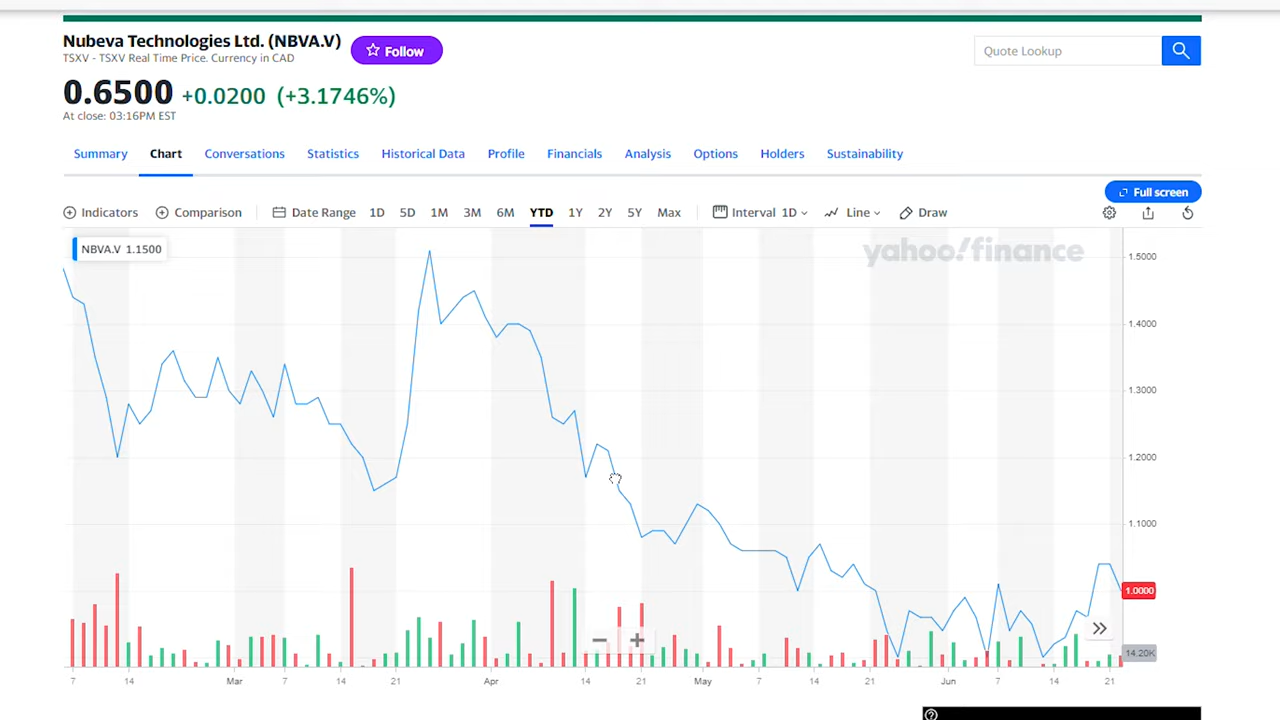 Nubeva Technologies Ltd. (NBVA.V)
Follow
TSXV - TSXV Real Time Price. Currency in CAD
Quote Lookup
0.6500 +0.0200 (+3.1746%)
At close: 03:16PM EST
Summary Chart Conversations Statistics Historical Data Profile Financials Analysis Options Holders Sustainability
Full screen
Indicators Comparison Date Range 1D 5D 1M 3M 6M YTD 1Y 2Y 5Y Max Interval 1D Line Draw
NBVA.V 1.1500
yahoo!finance
1.5000
1.4000
1.3000
1.2000
1.1000
1.0000
14.20K
7 14 Mar 7 14 21 Apr 14 21 May 7 14 21 Jun 7 14 21